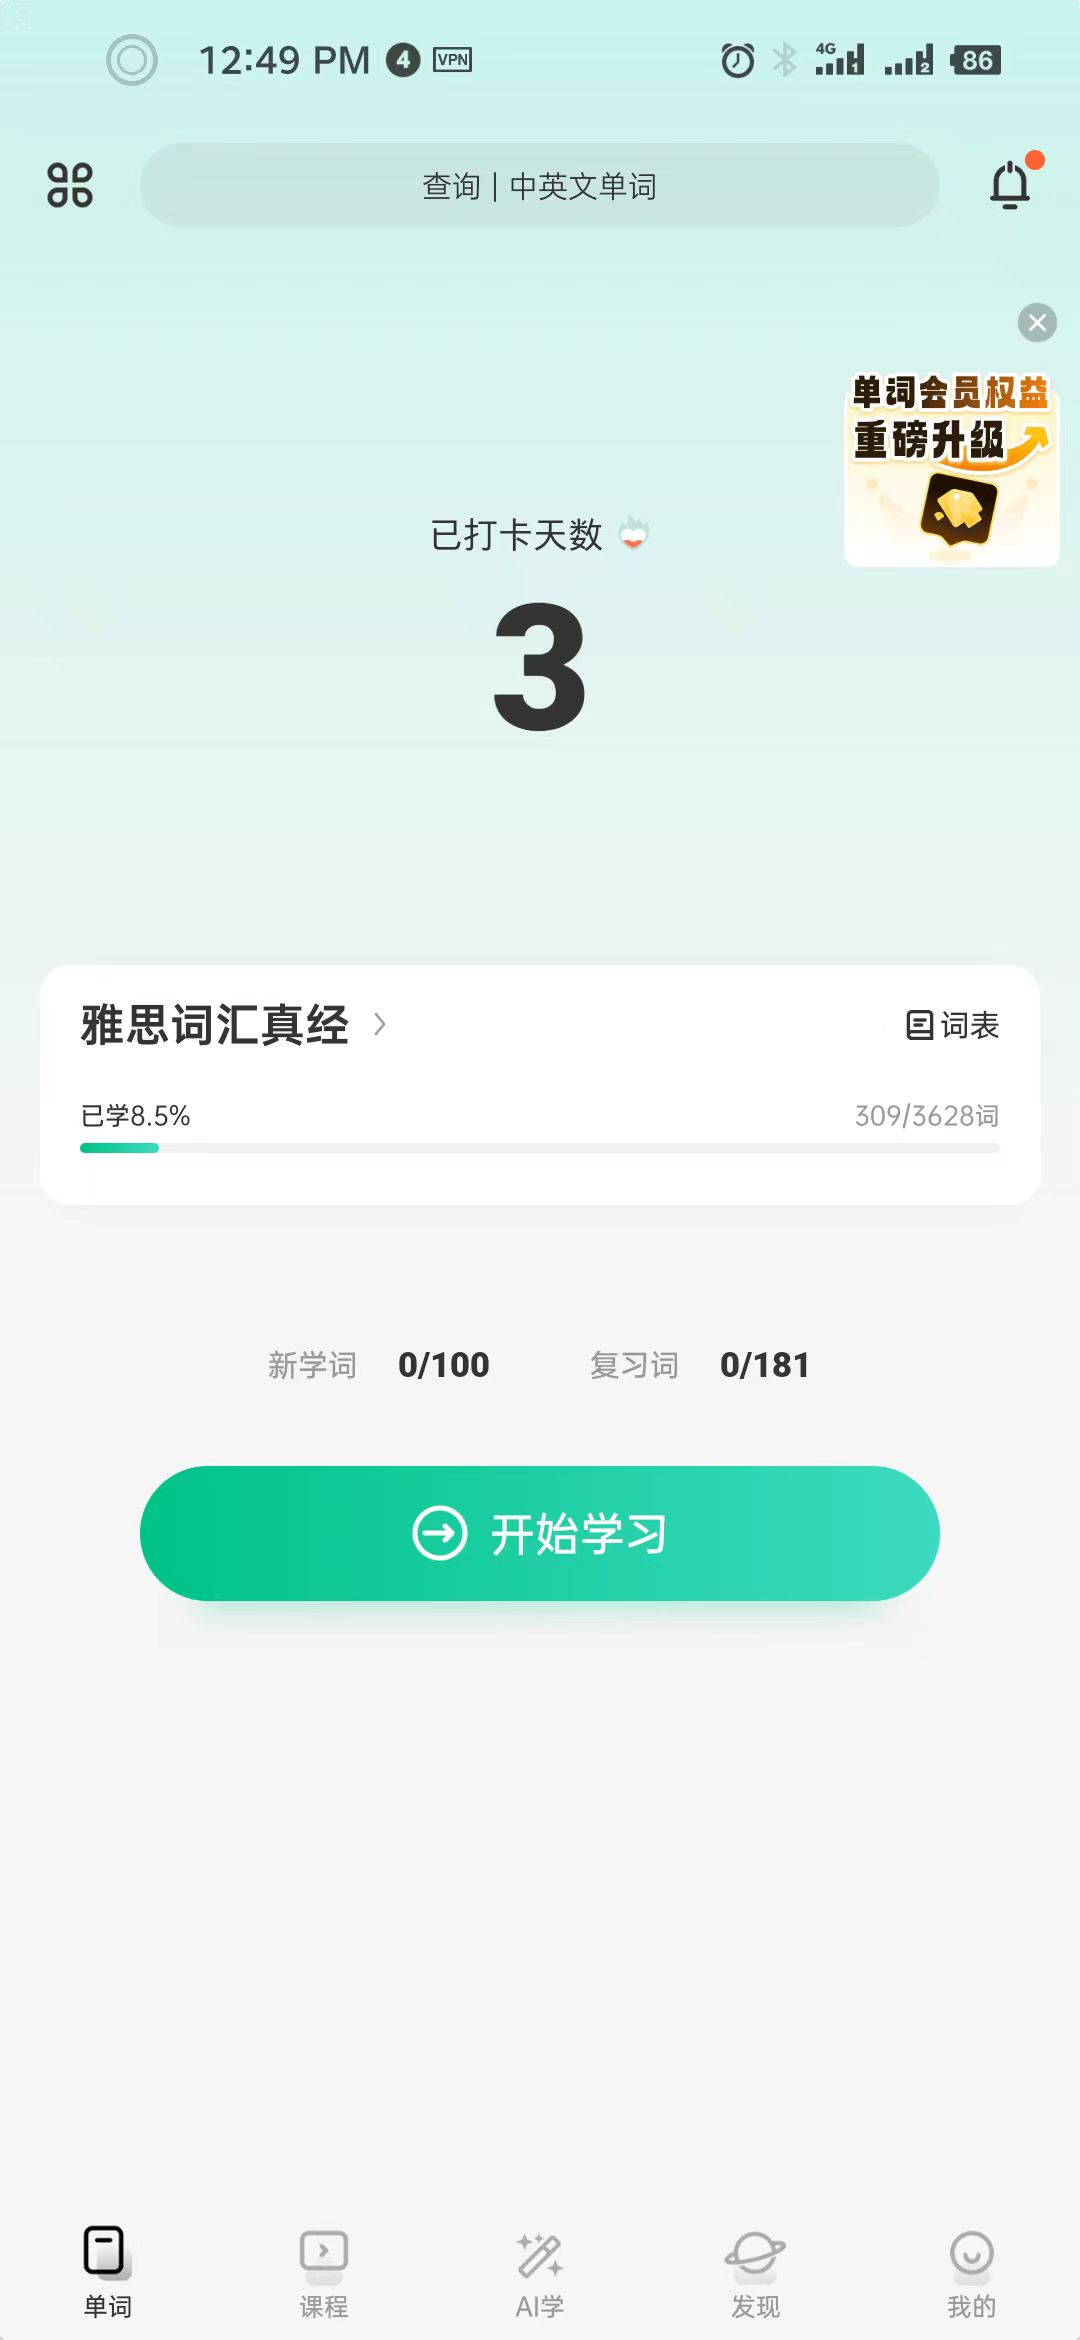 12:49 PM 4 VPN 4G 1 2 86
查询 | 中英文单词
单词会员权益
重磅升级
已打卡天数
3
雅思词汇真经
词表
已学8.5%
309/3628词
新学词 0/100 复习词 0/181
开始学习
单词 课程 AI学 发现 我的